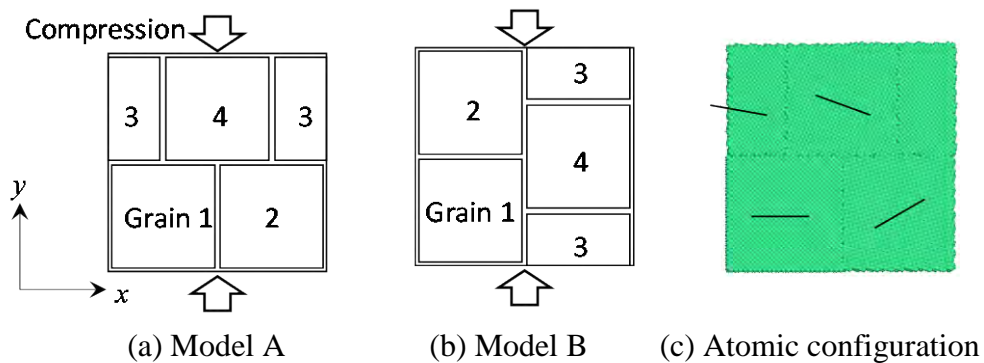 Compression
3
4
3
Grain 1
2
y
x
2
3
4
Grain 1
3
(a) Model A
(b) Model B
(c) Atomic configuration